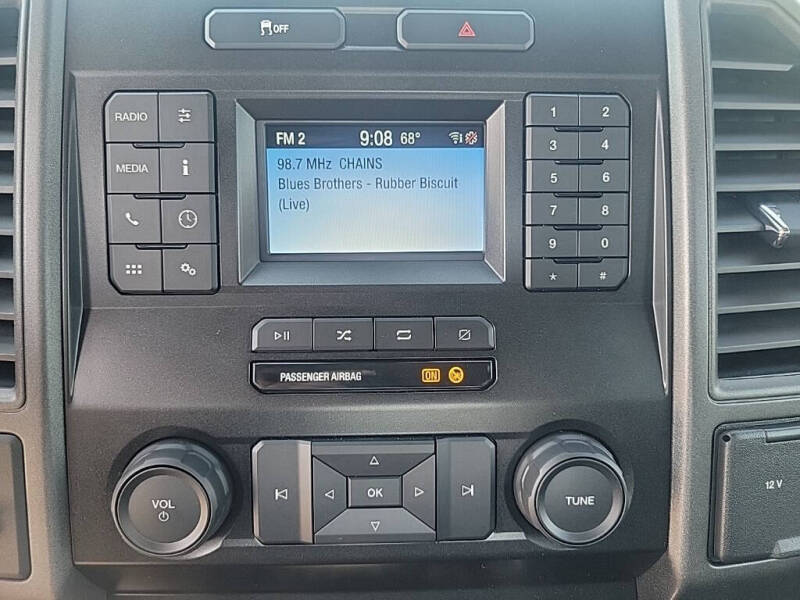 OFF
RADIO
MEDIA
i
FM 2 9:08 68°
98.7 MHz CHAINS
Blues Brothers - Rubber Biscuit
(Live)
1 2
3 4
5 6
7 8
9 0
* #
PASSENGER AIRBAG ON
VOL
OK
TUNE
12 V